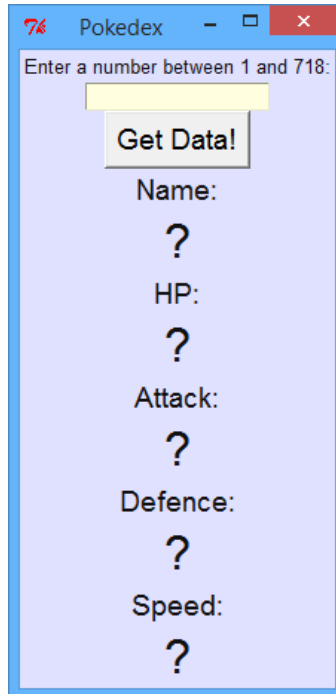 Pokedex
Enter a number between 1 and 718:
Get Data!
Name:
?
HP:
?
Attack:
?
Defence:
?
Speed:
?